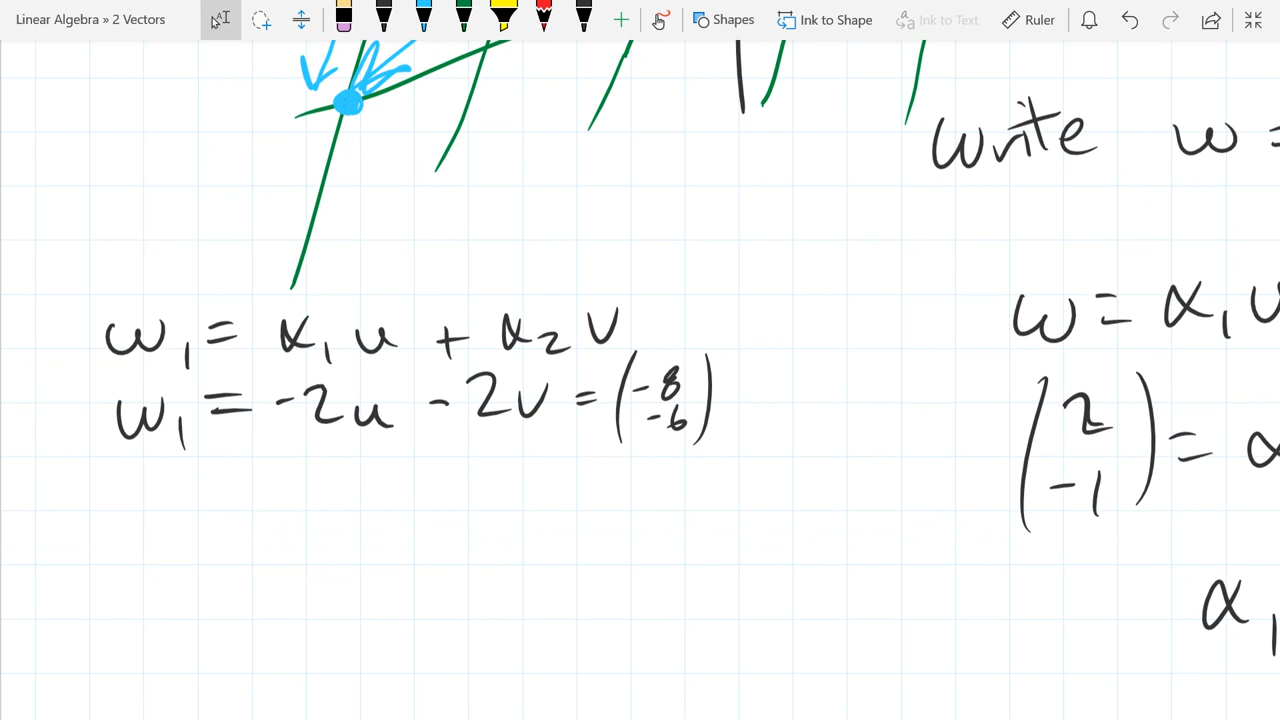 Linear Algebra » 2 Vectors
Shapes
Ink to Shape
Ink to Text
Ruler
Write w =
w₁ = α₁u + α₂v
w₁ = -2u - 2v = (-8 -6)
w = α₁v
(2 -1) = α
α₁